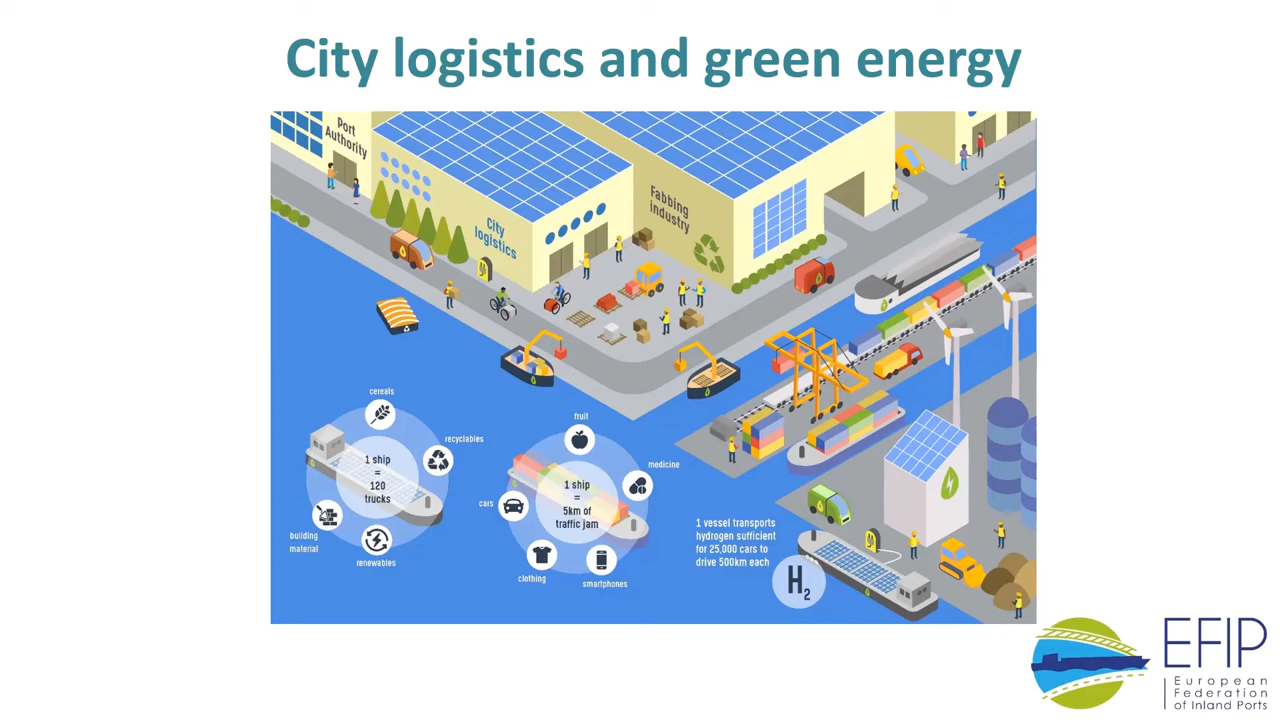 City logistics and green energy
Port
Authority
City
logistics
Fabbing
industry
cereals
recyclables
1 ship
=
120
trucks
building
material
renewables
fruit
medicine
cars
1 ship
=
5km of
traffic jam
clothing
smartphones
1 vessel transports
hydrogen sufficient
for 25,000 cars to
drive 500km each
H2
EFIP
European
Federation
of Inland Ports